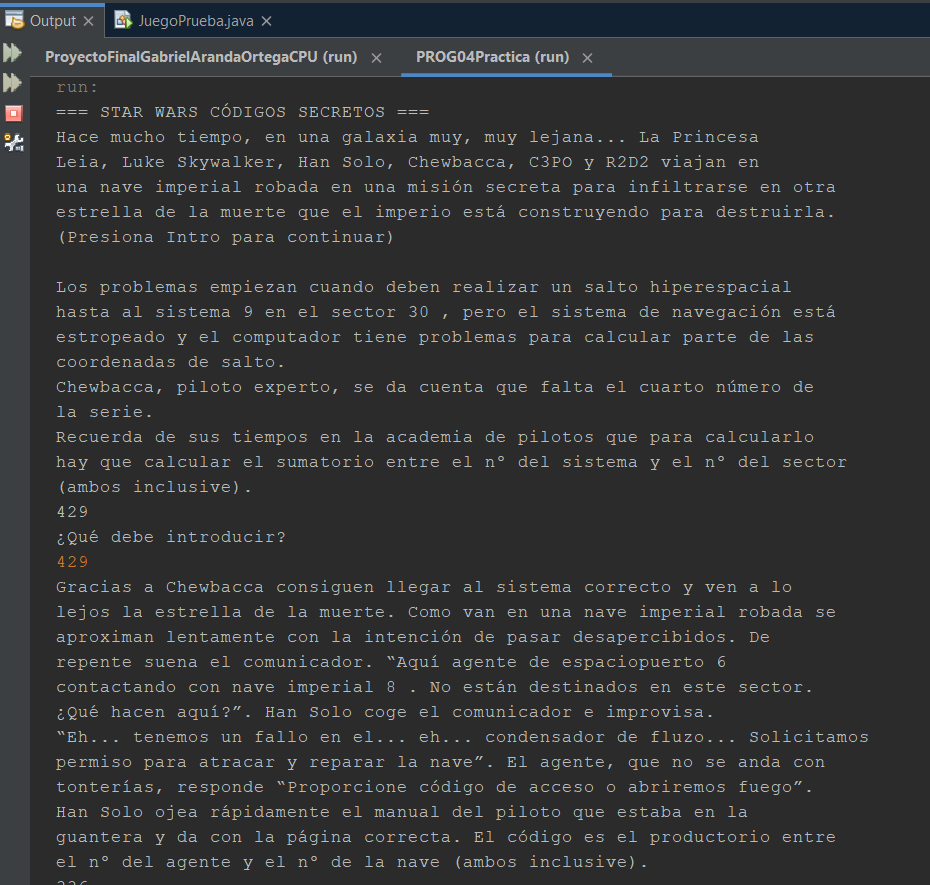 Output
JuegoPrueba.java
ProyectoFinalGabrielArandaOrtegaCPU (run)
PROG04Practica (run)
run:
=== STAR WARS CÓDIGOS SECRETOS ===
Hace mucho tiempo, en una galaxia muy, muy lejana... La Princesa
Leia, Luke Skywalker, Han Solo, Chewbacca, C3PO y R2D2 viajan en
una nave imperial robada en una misión secreta para infiltrarse en otra
estrella de la muerte que el imperio está construyendo para destruirla.
(Presiona Intro para continuar)
Los problemas empiezan cuando deben realizar un salto hiperespacial
hasta al sistema 9 en el sector 30 , pero el sistema de navegación está
estropeado y el computador tiene problemas para calcular parte de las
coordenadas de salto.
Chewbacca, piloto experto, se da cuenta que falta el cuarto número de
la serie.
Recuerda de sus tiempos en la academia de pilotos que para calcularlo
hay que calcular el sumatorio entre el nº del sistema y el nº del sector
(ambos inclusive).
429
¿Qué debe introducir?
429
Gracias a Chewbacca consiguen llegar al sistema correcto y ven a lo
lejos la estrella de la muerte. Como van en una nave imperial robada se
aproximan lentamente con la intención de pasar desapercibidos. De
repente suena el comunicador. “Aquí agente de espaciopuerto 6
contactando con nave imperial 8 . No están destinados en este sector.
¿Qué hacen aquí?”. Han Solo coge el comunicador e improvisa.
“Eh... tenemos un fallo en el... eh... condensador de fluzo... Solicitamos
permiso para atracar y reparar la nave”. El agente, que no se anda con
tonterías, responde “Proporcione código de acceso o abriremos fuego”.
Han Solo ojea rápidamente el manual del piloto que estaba en la
guantera y da con la página correcta. El código es el productorio entre
el nº del agente y el nº de la nave (ambos inclusive).
336